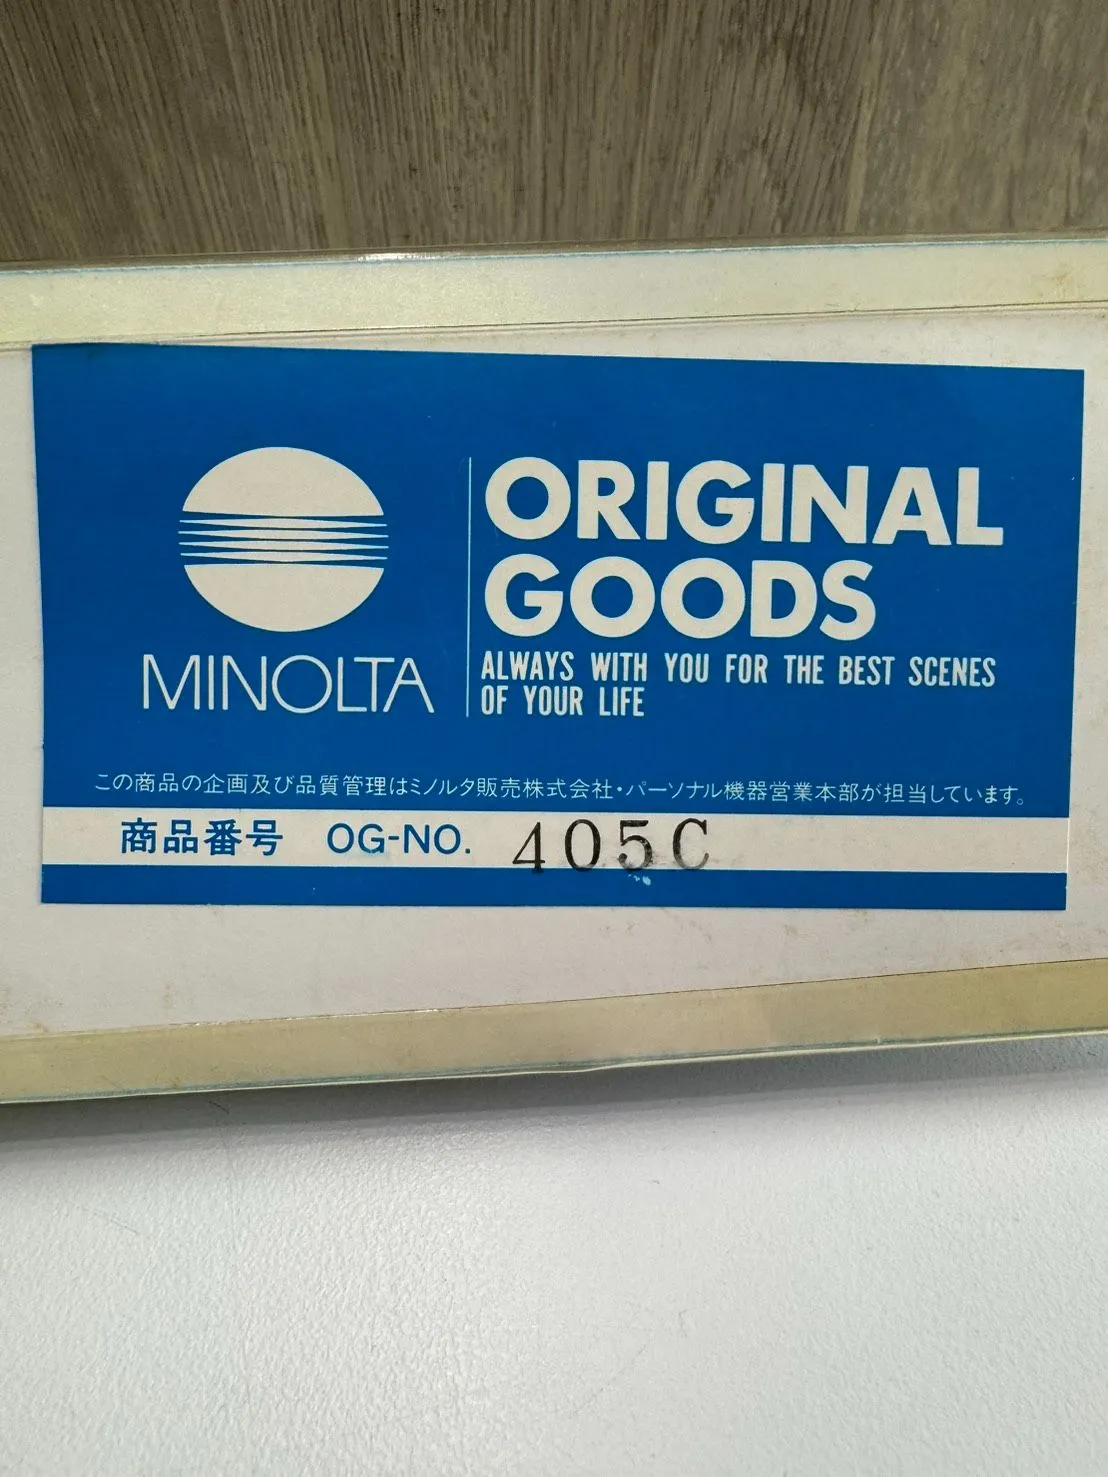 MINOLTA
ORIGINAL
GOODS
ALWAYS WITH YOU FOR THE BEST SCENES
OF YOUR LIFE
この商品の企画及び品質管理はミノルタ販売株式会社・パーソナル機器営業本部が担当しています。
商品番号 OG-NO. 405C